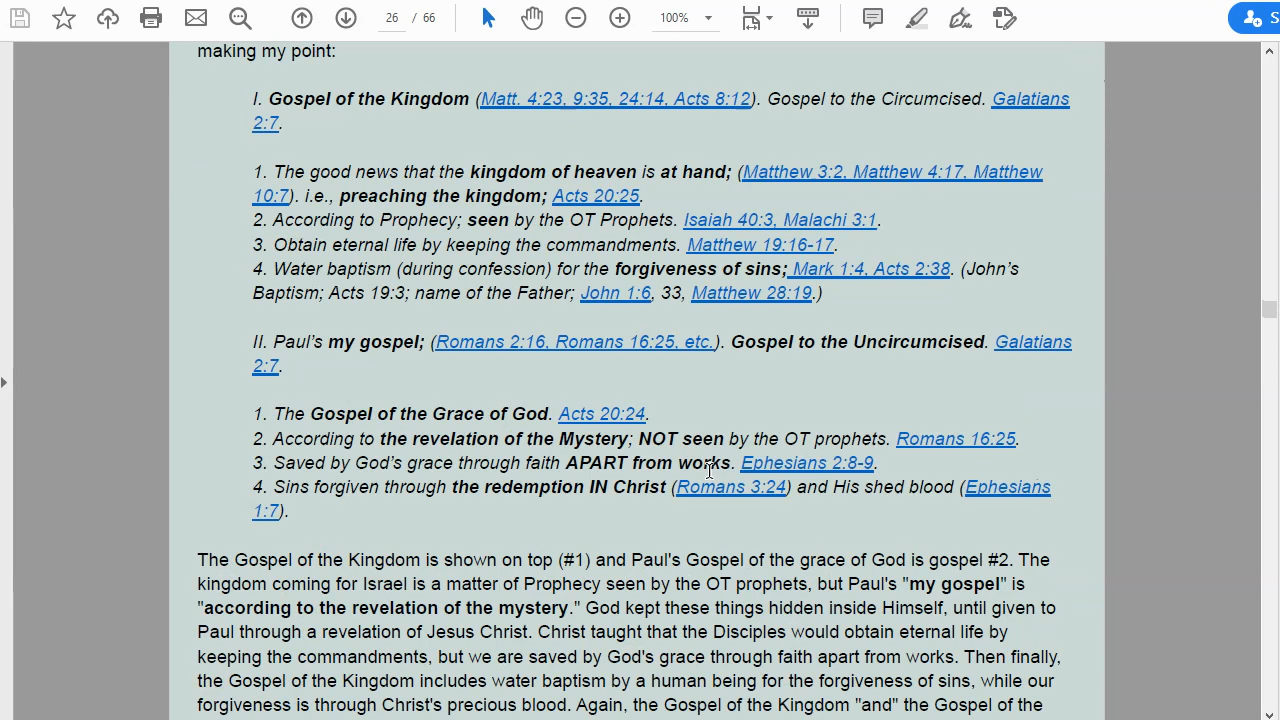 26 / 66
100%
S
making my point:
I. Gospel of the Kingdom (Matt. 4:23, 9:35, 24:14, Acts 8:12). Gospel to the Circumcised. Galatians
2:7.
1. The good news that the kingdom of heaven is at hand; (Matthew 3:2, Matthew 4:17, Matthew
10:7). i.e., preaching the kingdom; Acts 20:25.
2. According to Prophecy; seen by the OT Prophets. Isaiah 40:3, Malachi 3:1.
3. Obtain eternal life by keeping the commandments. Matthew 19:16-17.
4. Water baptism (during confession) for the forgiveness of sins; Mark 1:4, Acts 2:38. (John’s
Baptism; Acts 19:3; name of the Father; John 1:6, 33, Matthew 28:19.)
II. Paul’s my gospel; (Romans 2:16, Romans 16:25, etc.). Gospel to the Uncircumcised. Galatians
2:7.
1. The Gospel of the Grace of God. Acts 20:24.
2. According to the revelation of the Mystery; NOT seen by the OT prophets. Romans 16:25.
3. Saved by God’s grace through faith APART from works. Ephesians 2:8-9.
4. Sins forgiven through the redemption IN Christ (Romans 3:24) and His shed blood (Ephesians
1:7).
The Gospel of the Kingdom is shown on top (#1) and Paul's Gospel of the grace of God is gospel #2. The
kingdom coming for Israel is a matter of Prophecy seen by the OT prophets, but Paul's "my gospel" is
"according to the revelation of the mystery." God kept these things hidden inside Himself, until given to
Paul through a revelation of Jesus Christ. Christ taught that the Disciples would obtain eternal life by
keeping the commandments, but we are saved by God's grace through faith apart from works. Then finally,
the Gospel of the Kingdom includes water baptism by a human being for the forgiveness of sins, while our
forgiveness is through Christ's precious blood. Again, the Gospel of the Kingdom "and" the Gospel of the